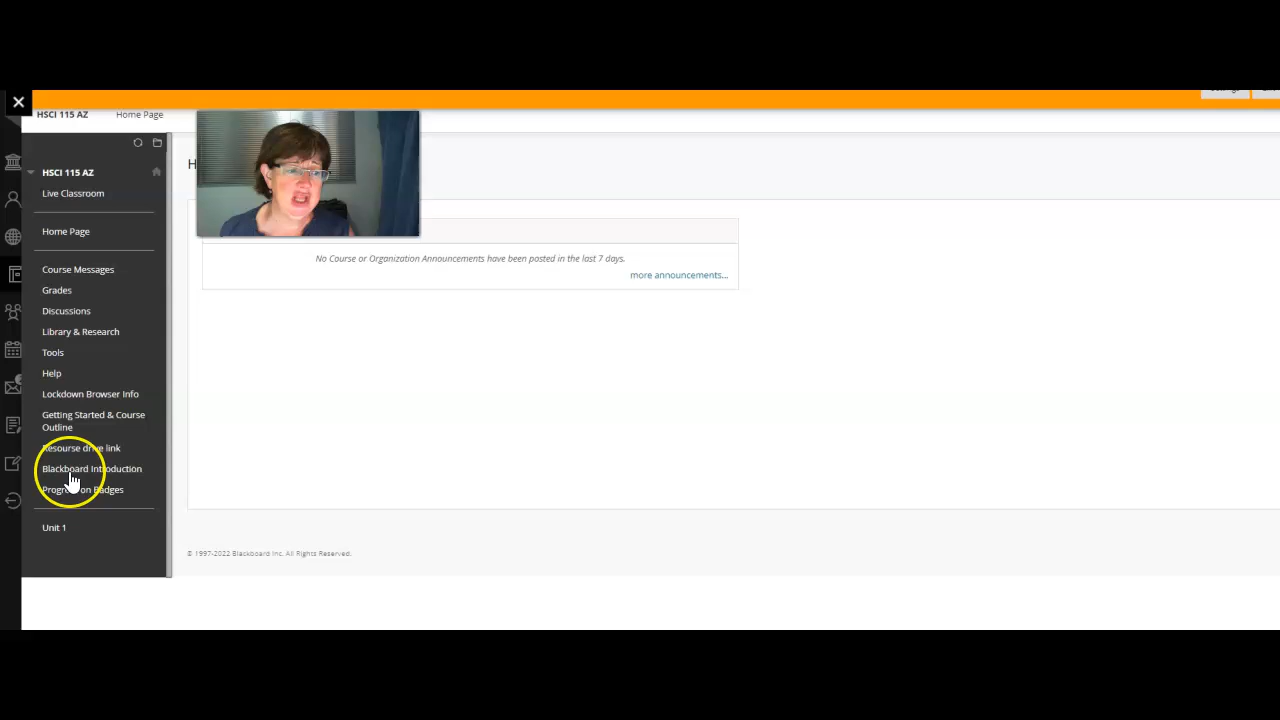 HSCI 115 AZ
Home Page
HSCI 115 AZ
Live Classroom
Home Page
Course Messages
Grades
Discussions
Library & Research
Tools
Help
Lockdown Browser Info
Getting Started & Course
Outline
Resourse drive link
Blackboard Introduction
Progression Badges
Unit 1
H
No Course or Organization Announcements have been posted in the last 7 days.
more announcements...
© 1997-2022 Blackboard Inc. All Rights Reserved.